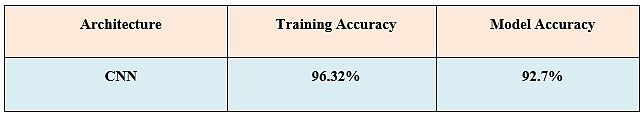 Architecture Training Accuracy Model Accuracy
CNN 96.32% 92.7%